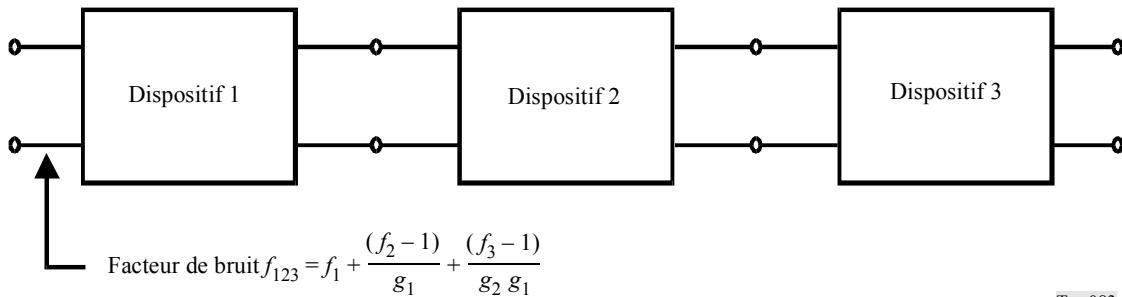 Dispositif 1
Dispositif 2
Dispositif 3
Facteur de bruit f₁₂₃ = f₁ + (f₂ – 1)/g₁ + (f₃ – 1)/g₂ g₁